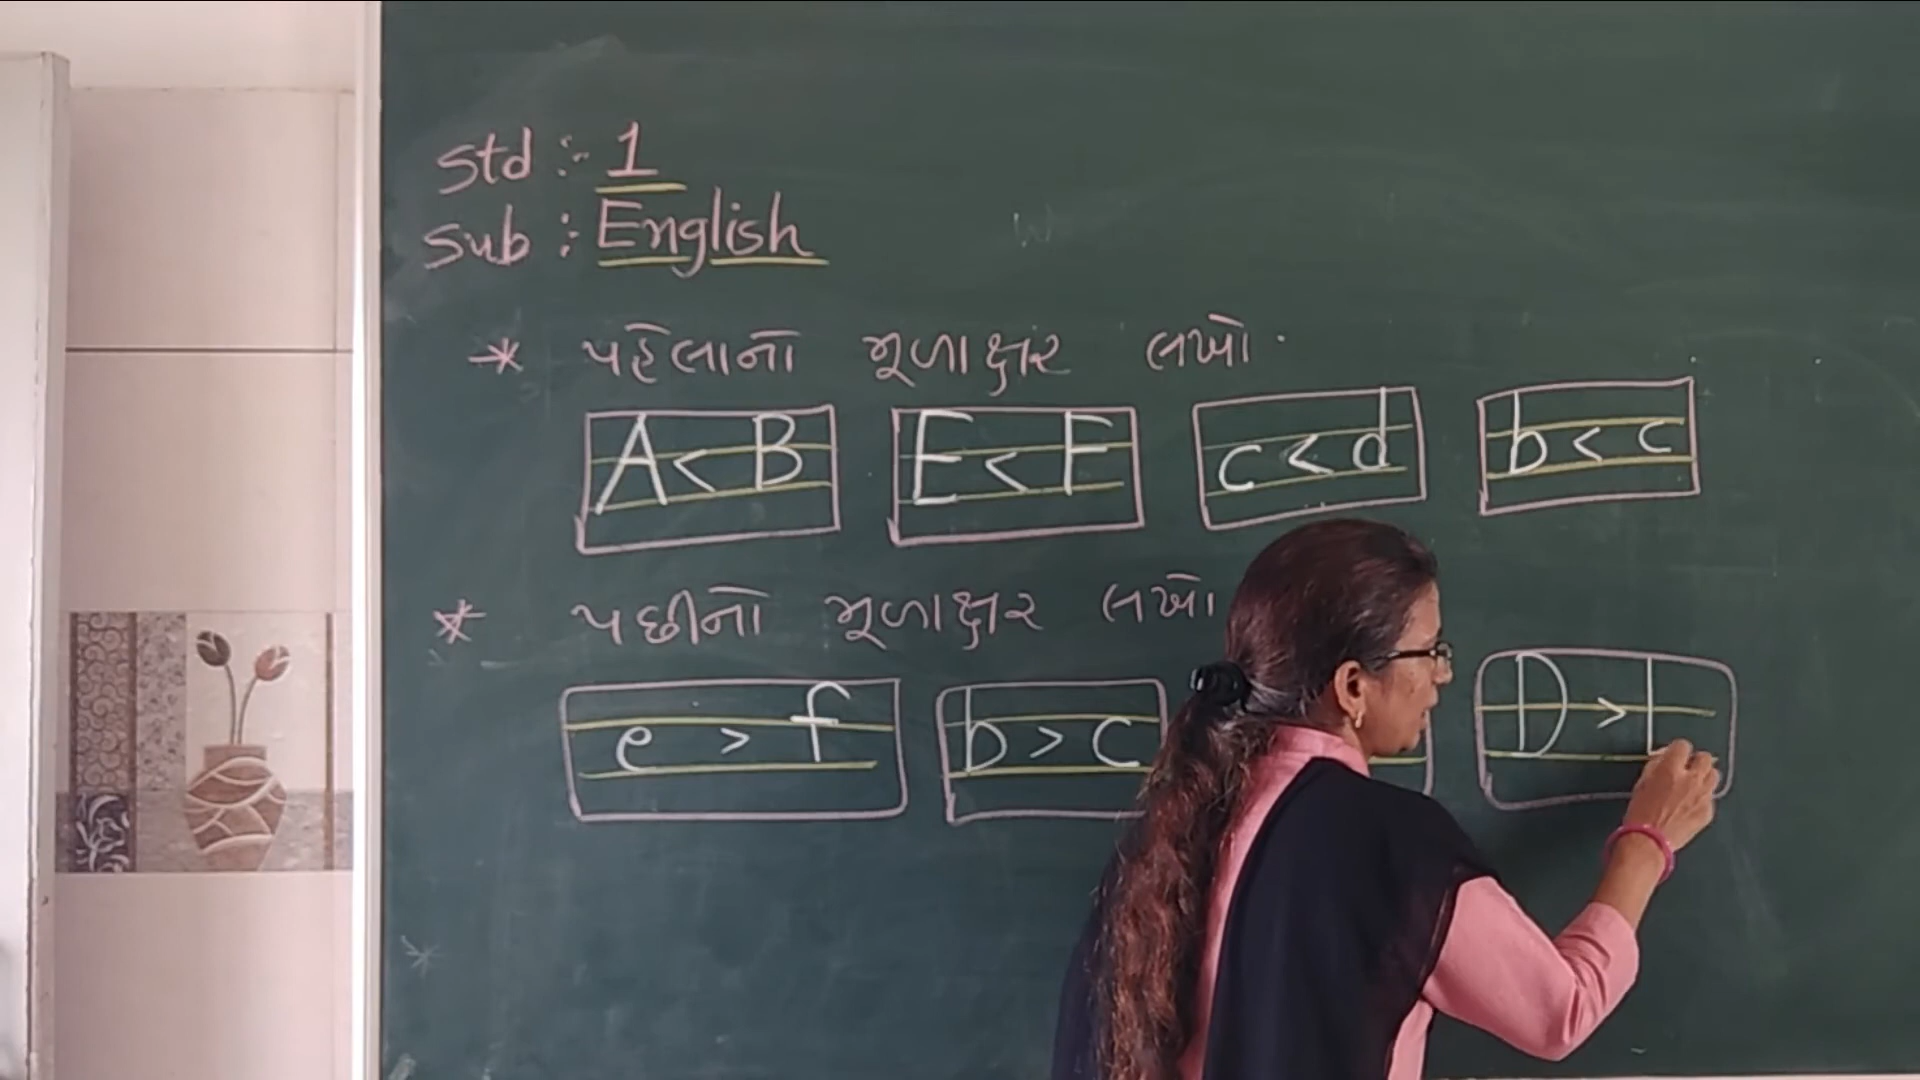 Std :- 1
Sub : English
* પહેલાનો મૂળાક્ષર લખો.
A < B E < F c < d b < c
* પછીનો મૂળાક્ષર લખો
e > f b > c D >